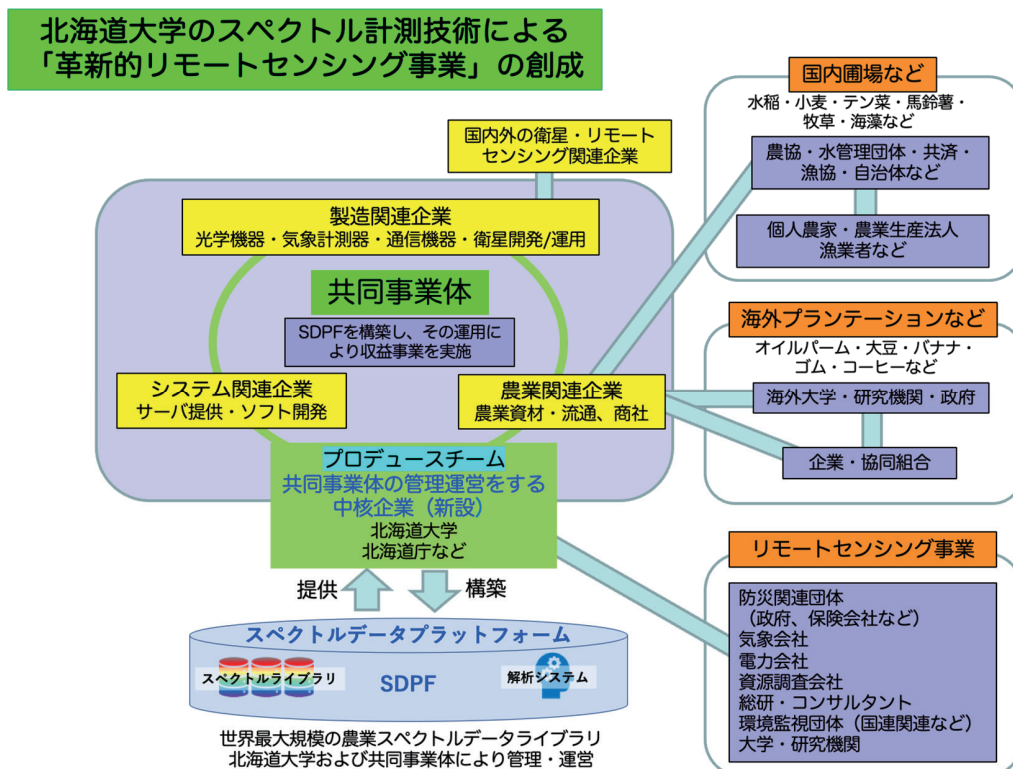 北海道大学のスペクトル計測技術による
「革新的リモートセンシング事業」の創成
国内外の衛星・リモート
センシング関連企業
製造関連企業
光学機器・気象計測器・通信機器・衛星開発/運用
共同事業体
SDPFを構築し、その運用に
より収益事業を実施
システム関連企業
サーバ提供・ソフト開発
農業関連企業
農業資材・流通、商社
プロデュースチーム
共同事業体の管理運営をする
中核企業（新設）
北海道大学
北海道庁など
提供
構築
スペクトルデータプラットフォーム
スペクトルライブラリ
SDPF
解析システム
世界最大規模の農業スペクトルデータライブラリ
北海道大学および共同事業体により管理・運営
国内圃場など
水稲・小麦・テン菜・馬鈴薯・
牧草・海藻など
農協・水管理団体・共済・
漁協・自治体など
個人農家・農業生産法人
漁業者など
海外プランテーションなど
オイルパーム・大豆・バナナ・
ゴム・コーヒーなど
海外大学・研究機関・政府
企業・協同組合
リモートセンシング事業
防災関連団体
（政府、保険会社など）
気象会社
電力会社
資源調査会社
総研・コンサルタント
環境監視団体（国連関連など）
大学・研究機関